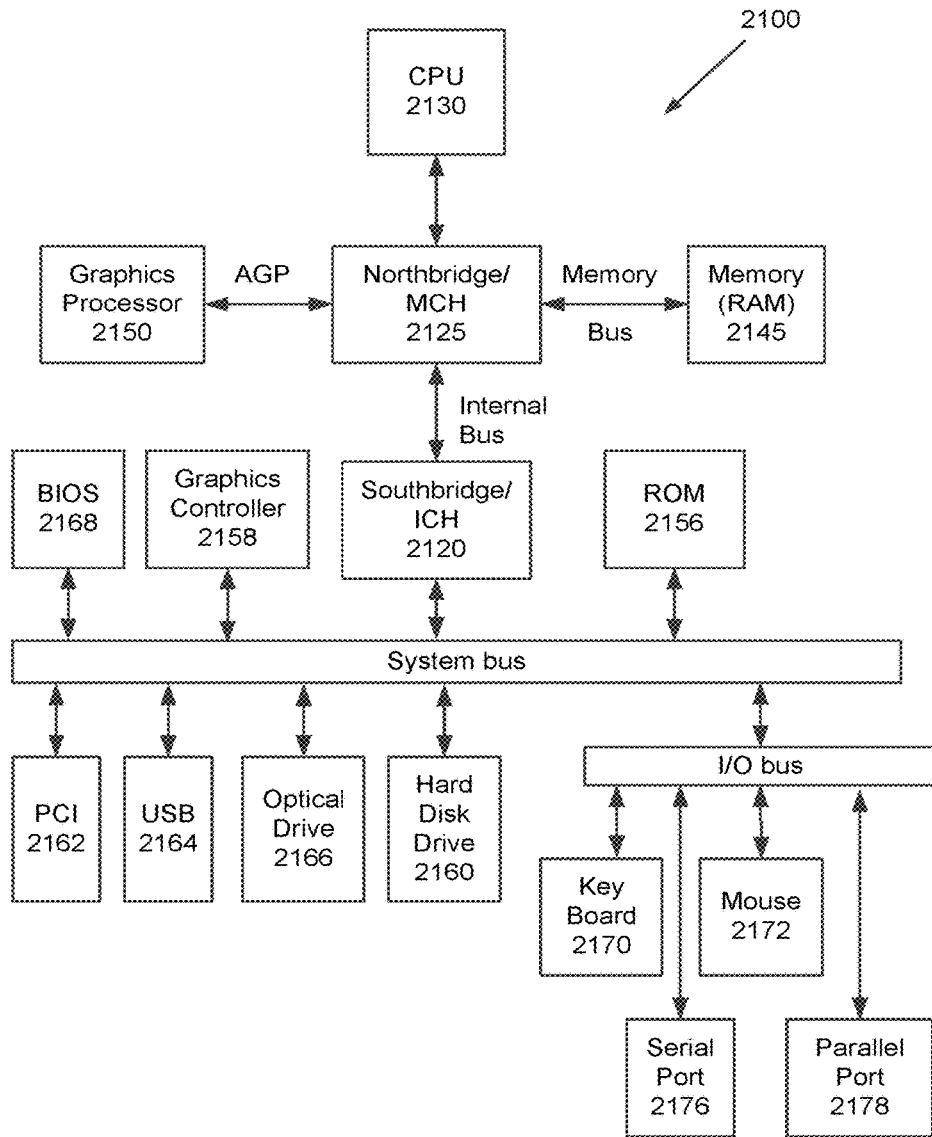 2100
CPU
2130
Graphics
Processor
2150
AGP
Northbridge/
MCH
2125
Memory
Bus
Memory
(RAM)
2145
Internal
Bus
BIOS
2168
Graphics
Controller
2158
Southbridge/
ICH
2120
ROM
2156
System bus
I/O bus
PCI
2162
USB
2164
Optical
Drive
2166
Hard
Disk
Drive
2160
Key
Board
2170
Mouse
2172
Serial
Port
2176
Parallel
Port
2178